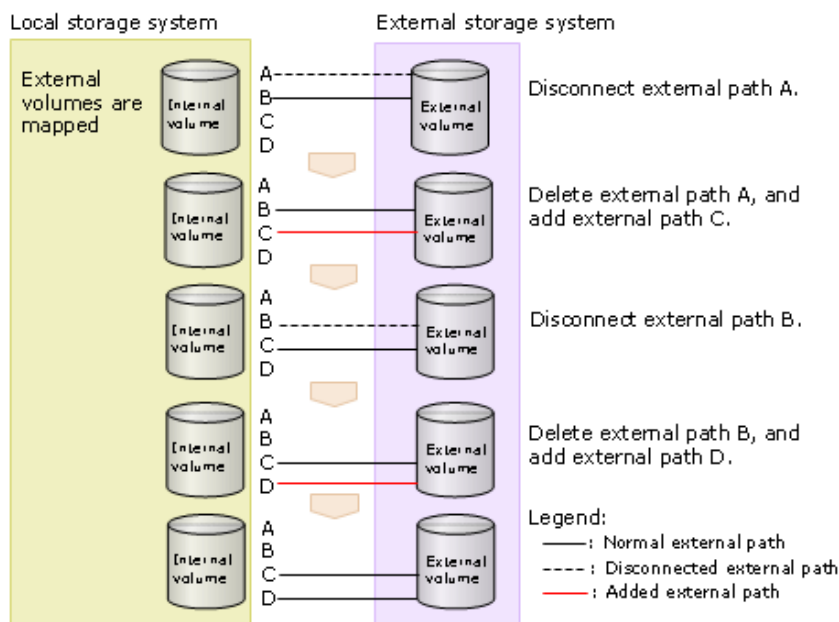 Local storage system
External storage system
External
volumes are
mapped
Internal
volume
A
B
C
D
External
volume
Disconnect external path A.
Internal
volume
A
B
C
D
External
volume
Delete external path A, and
add external path C.
Internal
volume
A
B
C
D
External
volume
Disconnect external path B.
Internal
volume
A
B
C
D
External
volume
Delete external path B, and
add external path D.
Internal
volume
A
B
C
D
External
volume
Legend:
: Normal external path
: Disconnected external path
: Added external path